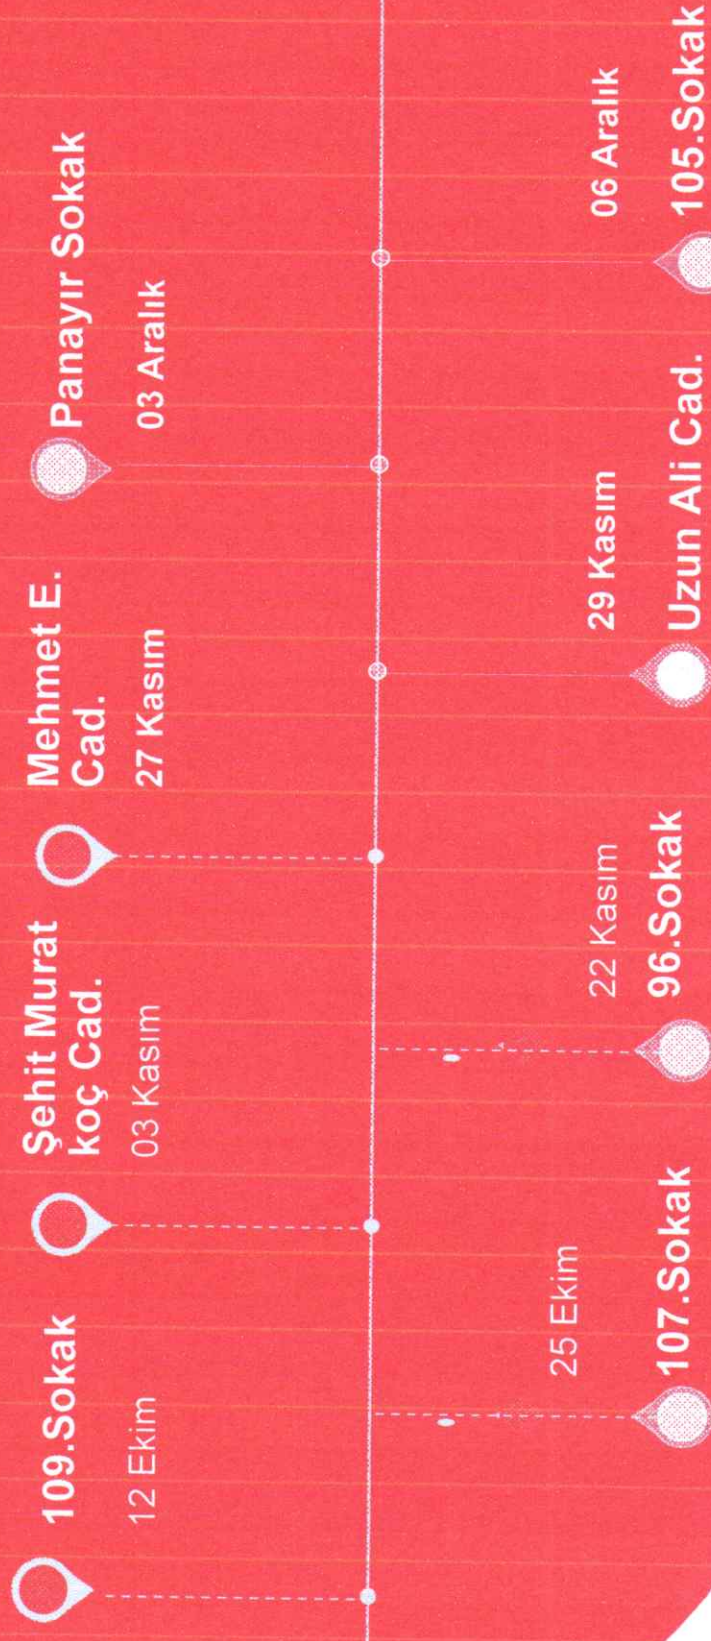 109.Sokak
12 Ekim
Şehit Murat
koç Cad.
03 Kasım
Mehmet E.
Cad.
27 Kasım
Panayır Sokak
03 Aralık
25 Ekim
107.Sokak
22 Kasım
96.Sokak
29 Kasım
Uzun Ali Cad.
06 Aralık
105.Sokak